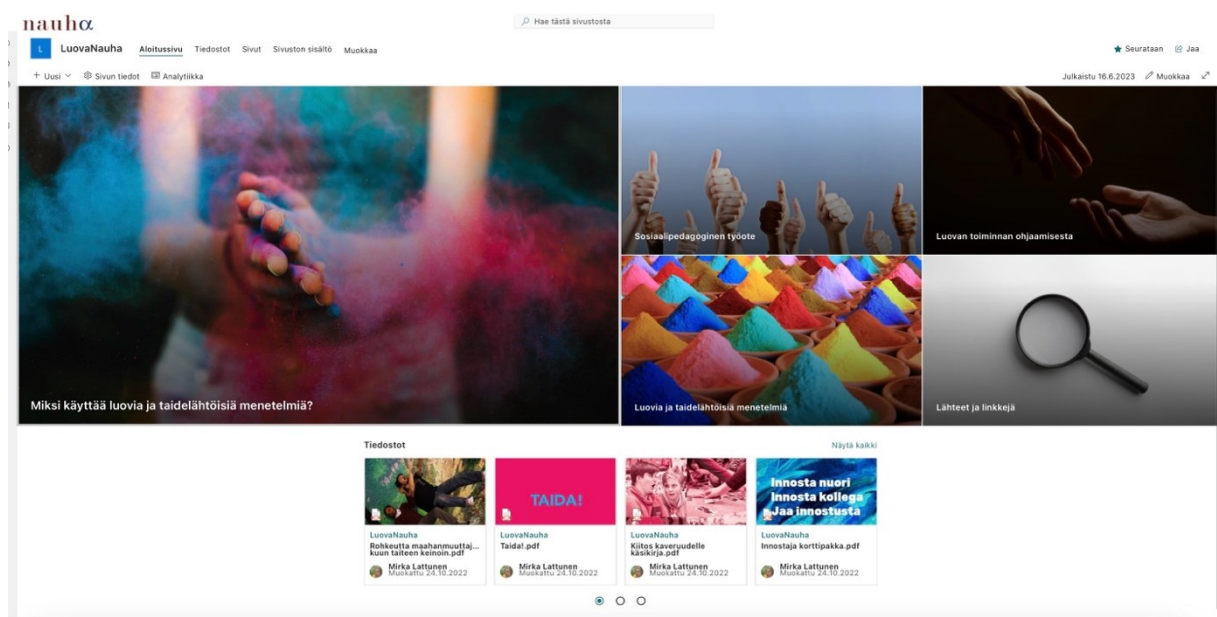 nauha
Hae tästä sivustosta
L LuovaNauha Aloitussivu Tiedostot Sivut Sivuston sisältö Muokkaa
Seurataan Jaa
+ Uusi Sivun tiedot Analytiikka
Julkaistu 16.6.2023 Muokkaa
Miksi käyttää luovia ja taidelähtöisiä menetelmiä?
Sosiaalipedagoginen työote
Luovan toiminnan ohjaamisesta
Luovia ja taidelähtöisiä menetelmiä
Lähteet ja linkkejä
Tiedostot
Näytä kaikki
LuovaNauha
Rohkeutta maahanmuuttaj...
kuun taiteen keinoin.pdf
Mirka Lattunen
Muokattu 24.10.2022
TAIDA!
LuovaNauha
Taida!.pdf
Mirka Lattunen
Muokattu 24.10.2022
LuovaNauha
Kiitos kaveruudelle
käsikirja.pdf
Mirka Lattunen
Muokattu 24.10.2022
Innosta nuori
Innosta kollega
Jaa innostusta
LuovaNauha
Innostaja korttipakka.pdf
Mirka Lattunen
Muokattu 24.10.2022